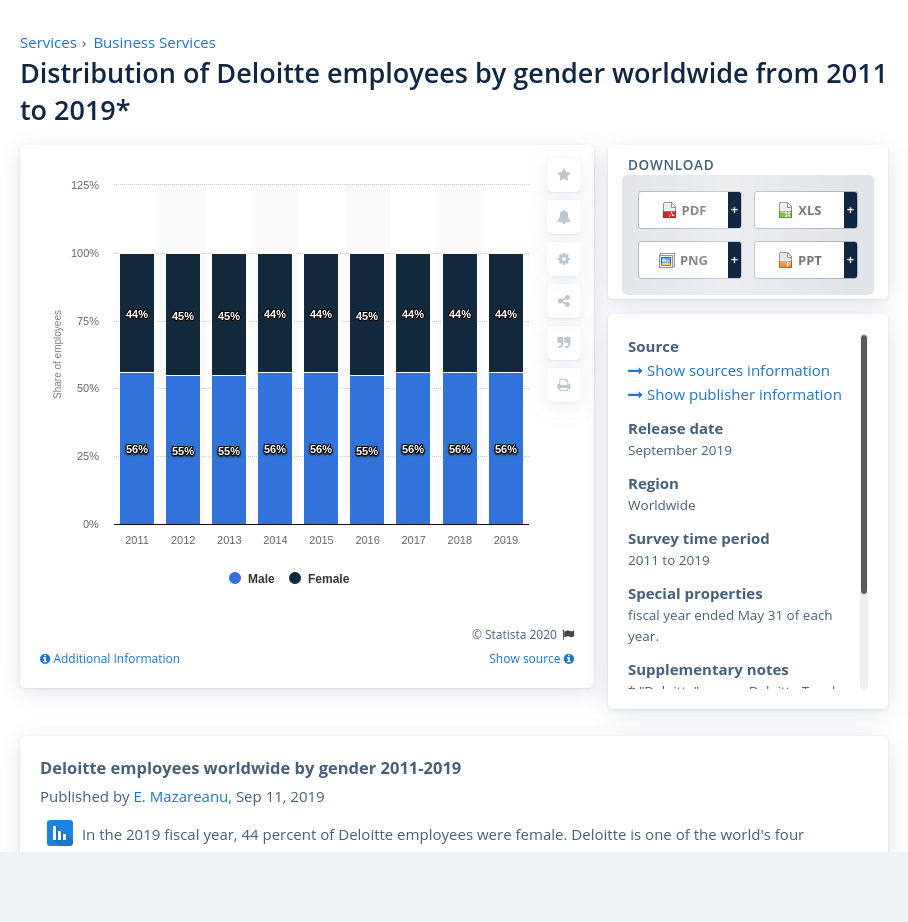 Services › Business Services
Distribution of Deloitte employees by gender worldwide from 2011
to 2019*
125%
100%
75%
50%
25%
0%
Share of employees
44% 45% 45% 44% 44% 45% 44% 44% 44%
56% 55% 55% 56% 56% 55% 56% 56% 56%
2011 2012 2013 2014 2015 2016 2017 2018 2019
Male Female
© Statista 2020
Additional Information Show source
DOWNLOAD
PDF + XLS +
PNG + PPT +
Source
Show sources information
Show publisher information
Release date
September 2019
Region
Worldwide
Survey time period
2011 to 2019
Special properties
fiscal year ended May 31 of each
year.
Supplementary notes
Deloitte employees worldwide by gender 2011-2019
Published by E. Mazareanu, Sep 11, 2019
In the 2019 fiscal year, 44 percent of Deloitte employees were female. Deloitte is one of the world's four